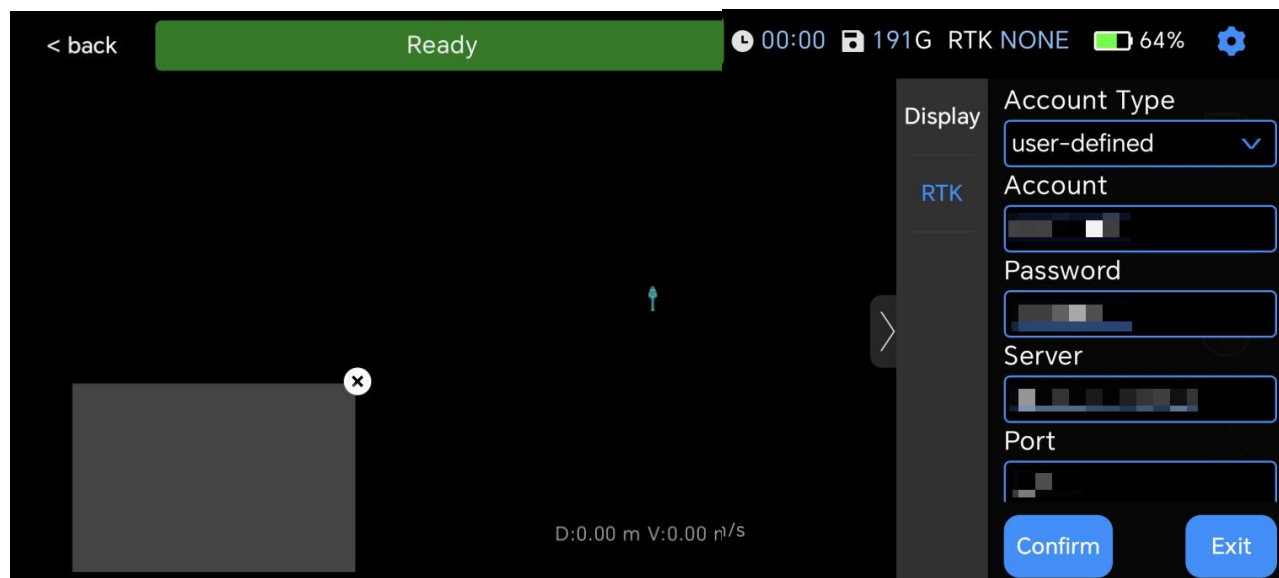 < back
Ready
00:00 191G RTK NONE 64%
Display
RTK
Account Type
user-defined
Account
Password
Server
Port
D:0.00 m V:0.00 m/s
Confirm
Exit